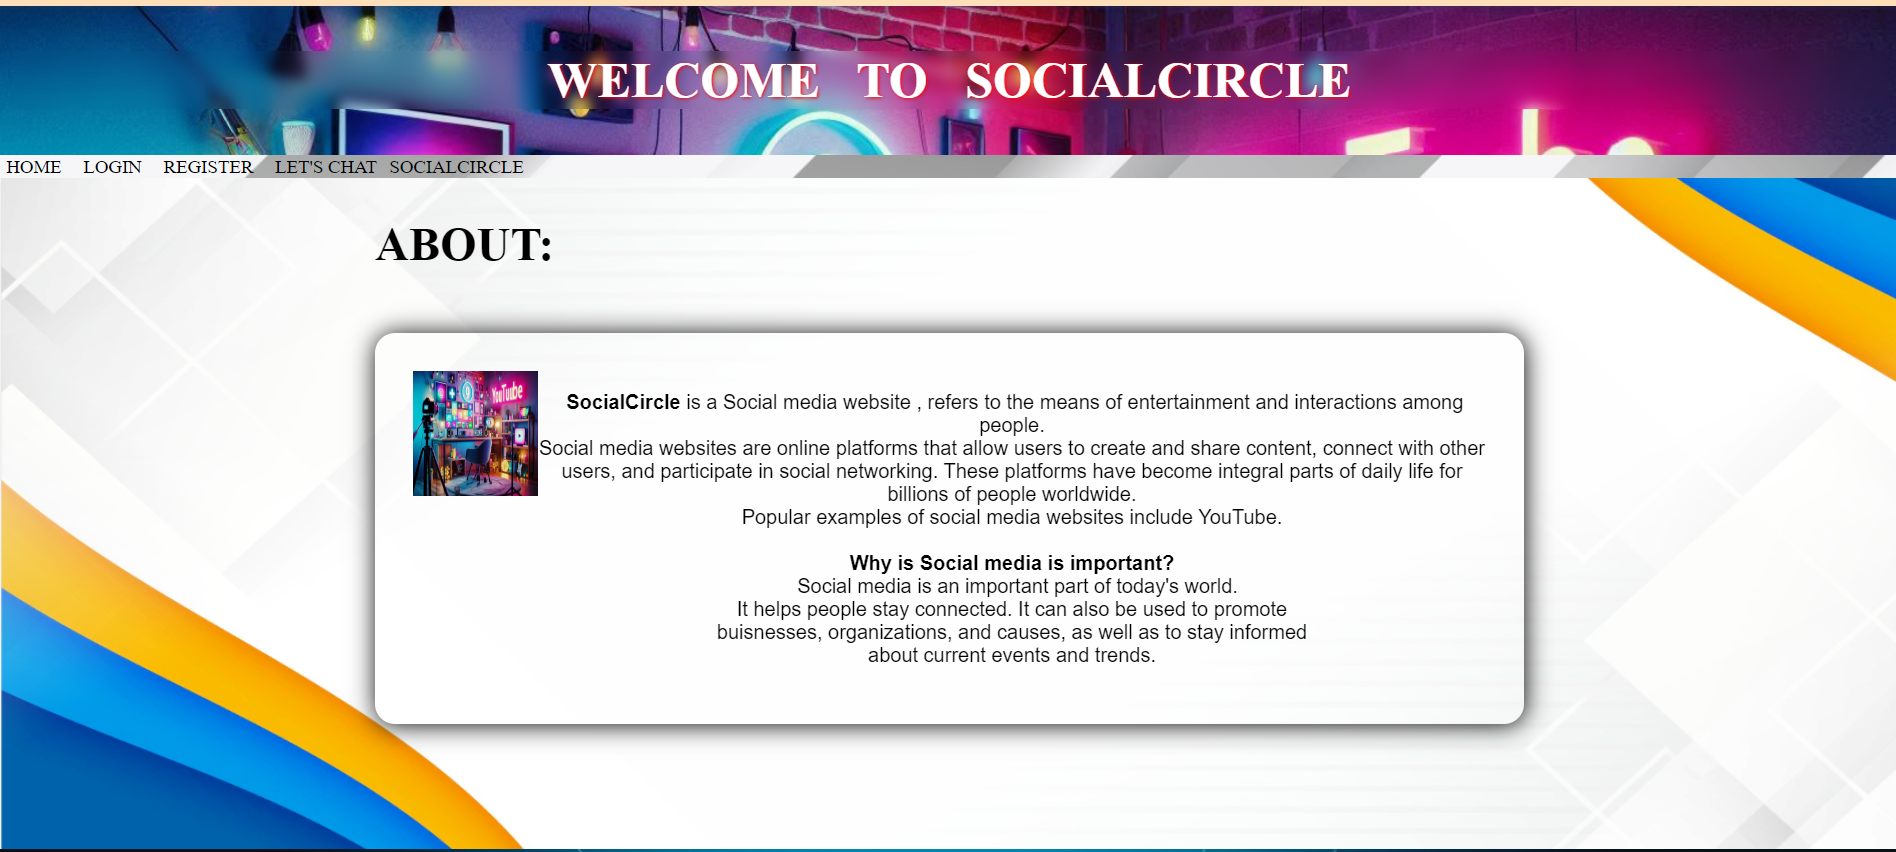 WELCOME TO SOCIALCIRCLE
HOME LOGIN REGISTER LET'S CHAT SOCIALCIRCLE
ABOUT:
YouTuube
SocialCircle is a Social media website , refers to the means of entertainment and interactions among
people.
Social media websites are online platforms that allow users to create and share content, connect with other
users, and participate in social networking. These platforms have become integral parts of daily life for
billions of people worldwide.
Popular examples of social media websites include YouTube.
Why is Social media is important?
Social media is an important part of today's world.
It helps people stay connected. It can also be used to promote
buisnesses, organizations, and causes, as well as to stay informed
about current events and trends.